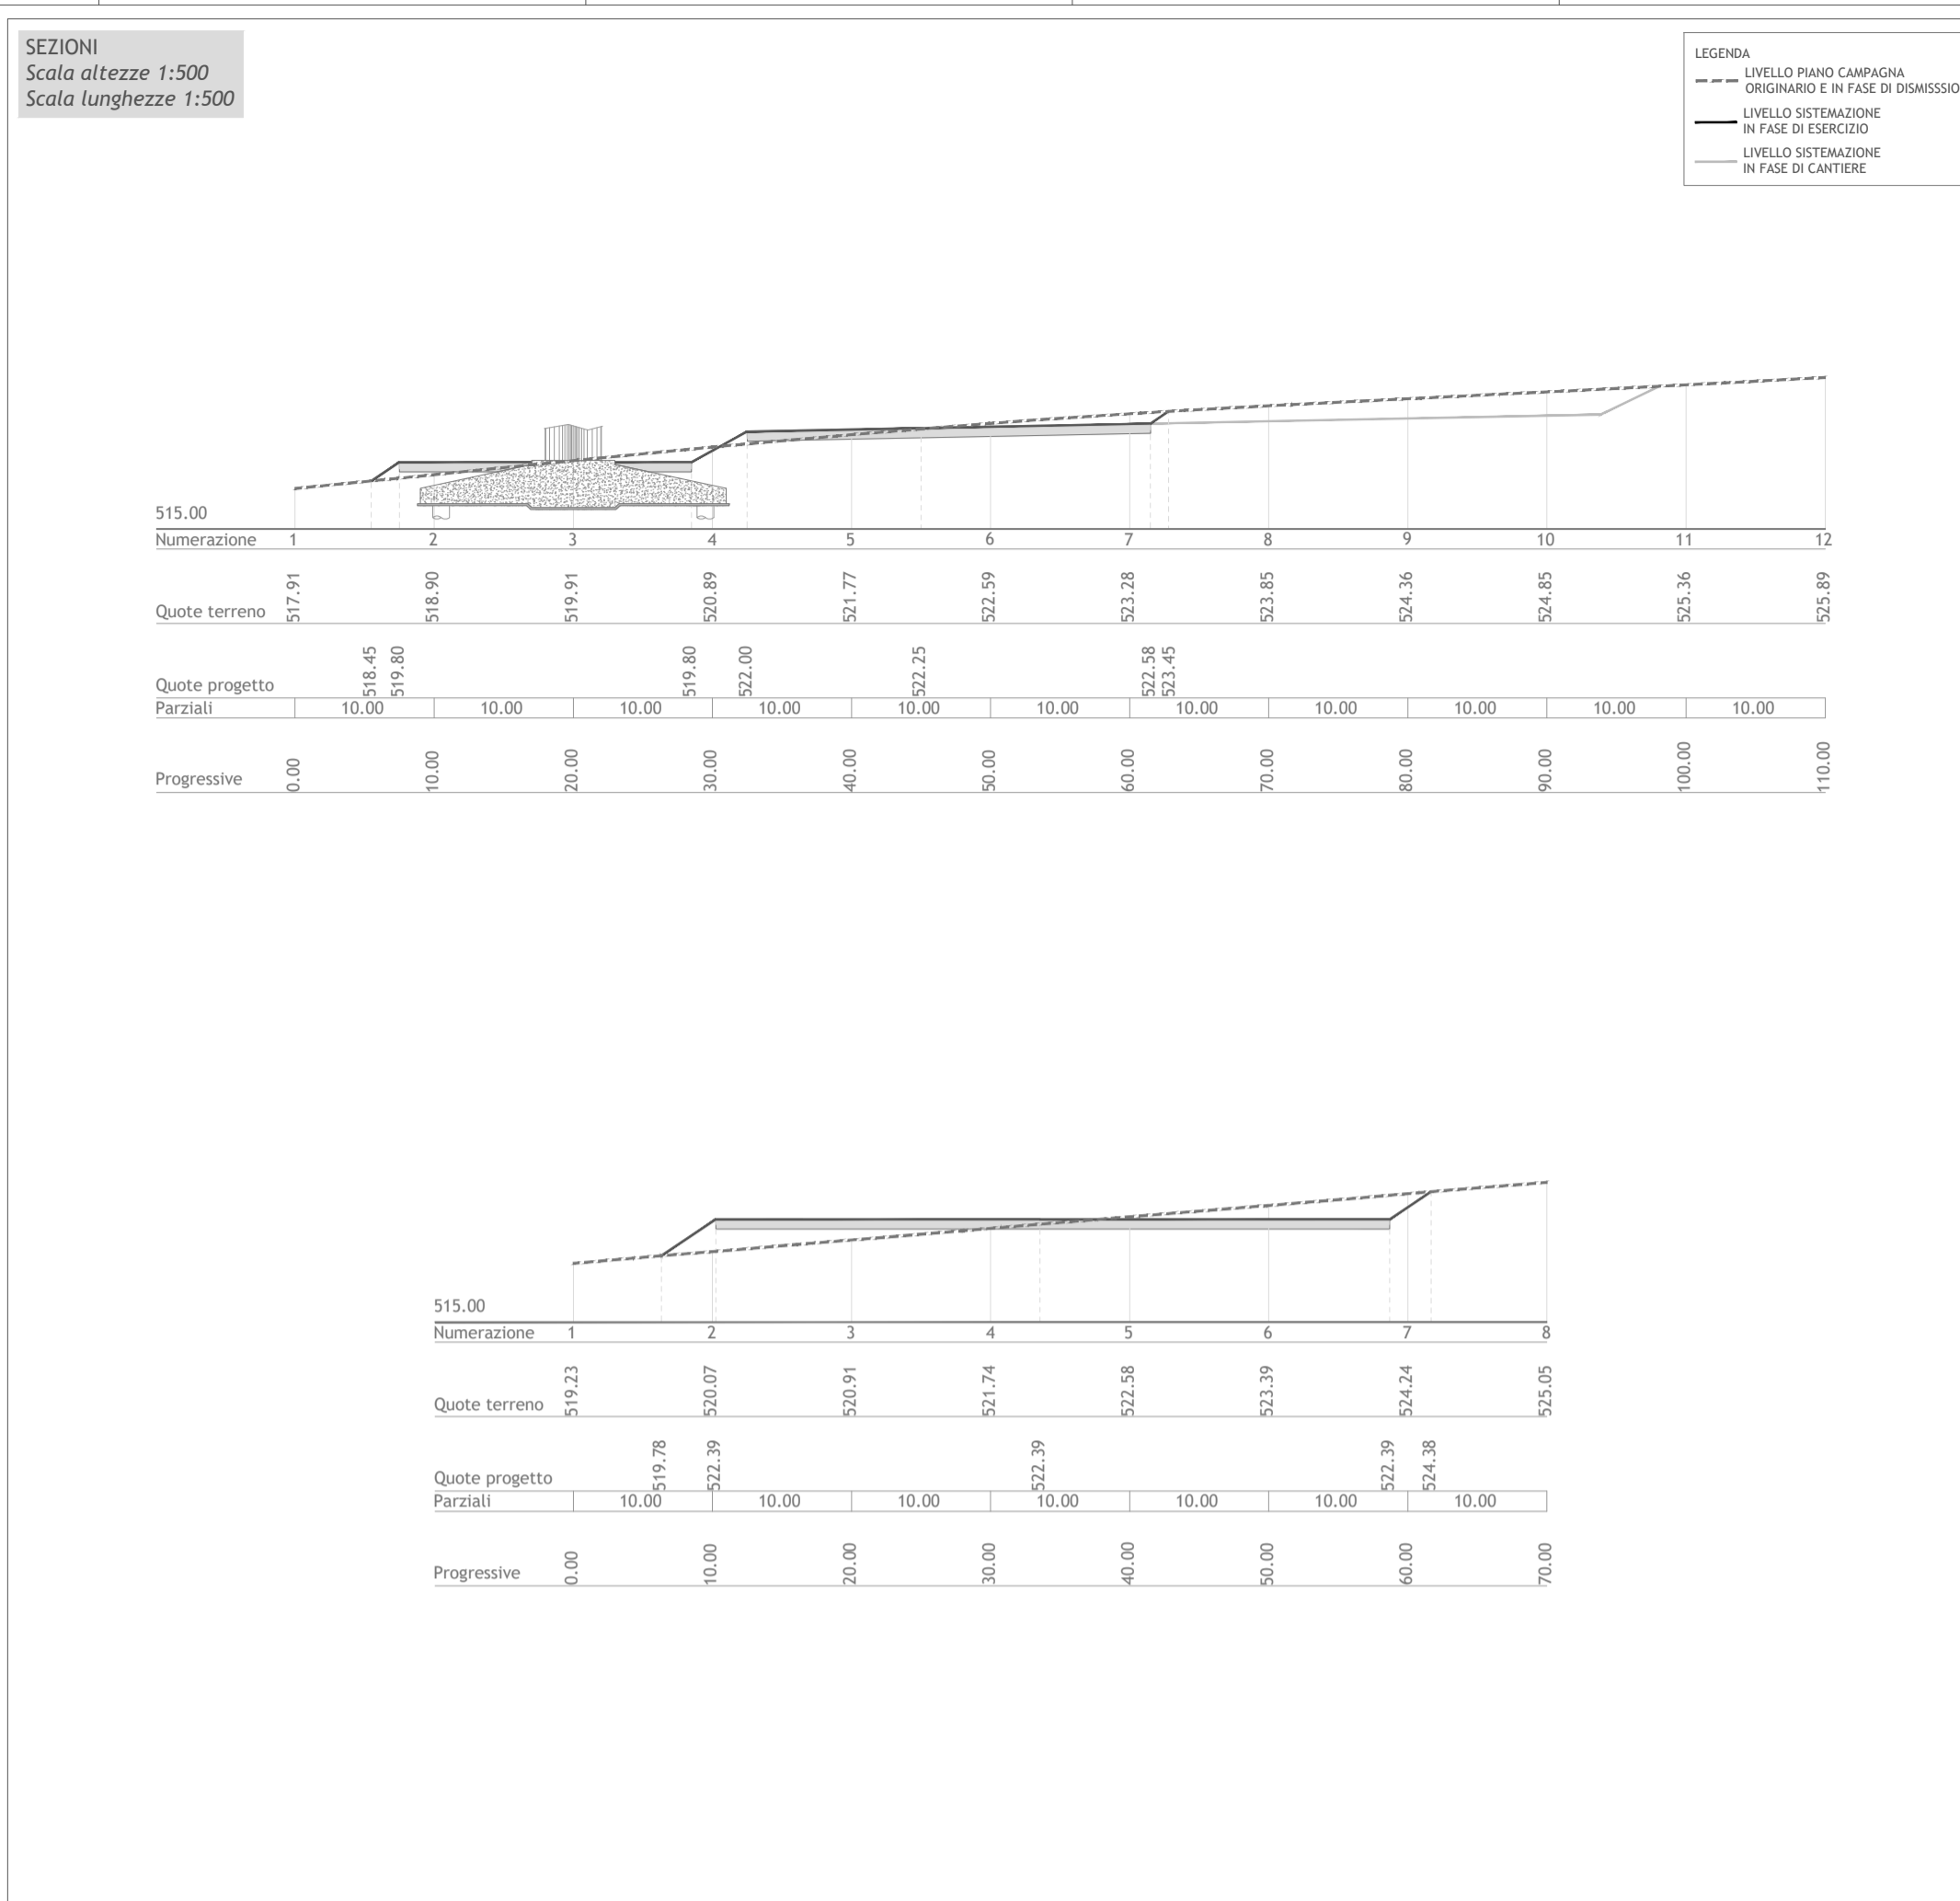 SEZIONI
Scala altezze 1:500
Scala lunghezze 1:500
LEGENDA
LIVELLO PIANO CAMPAGNA
ORIGINARIO E IN FASE DI DISMISSSIO
LIVELLO SISTEMAZIONE
IN FASE DI ESERCIZIO
LIVELLO SISTEMAZIONE
IN FASE DI CANTIERE
515.00
Numerazione 1 2 3 4 5 6 7 8 9 10 11 12
Quote terreno 517.91 518.90 519.91 520.89 521.77 522.59 523.28 523.85 524.36 524.85 525.36 525.89
Quote progetto 518.45 519.80 519.80 522.00 522.25 522.58 523.45
Parziali 10.00 10.00 10.00 10.00 10.00 10.00 10.00 10.00 10.00 10.00 10.00
Progressive 0.00 10.00 20.00 30.00 40.00 50.00 60.00 70.00 80.00 90.00 100.00 110.00
515.00
Numerazione 1 2 3 4 5 6 7 8
Quote terreno 519.23 520.07 520.91 521.74 522.58 523.39 524.24 525.05
Quote progetto 519.78 522.39 522.39 522.39 524.38
Parziali 10.00 10.00 10.00 10.00 10.00 10.00 10.00
Progressive 0.00 10.00 20.00 30.00 40.00 50.00 60.00 70.00